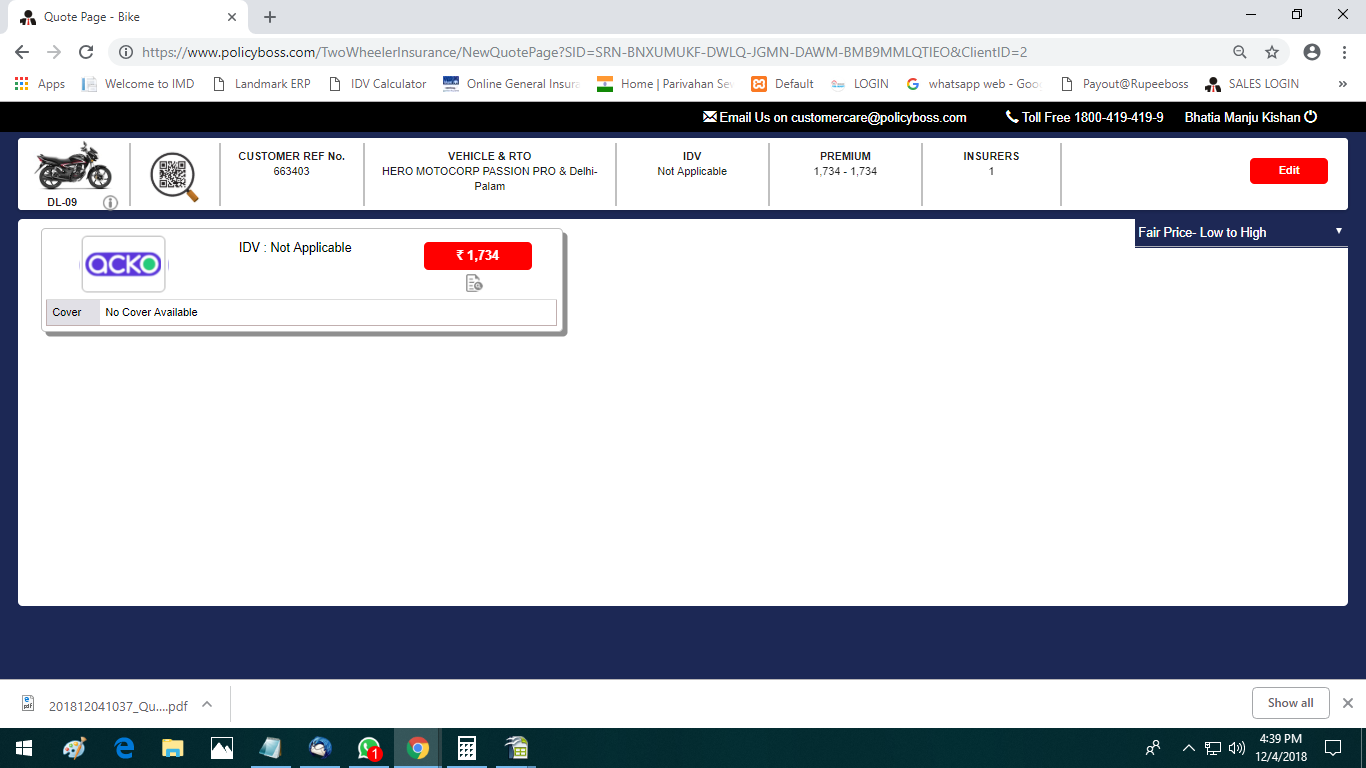 Quote Page - Bike
https://www.policyboss.com/TwoWheelerInsurance/NewQuotePage?SID=SRN-BNXUMUKF-DWLQ-JGMN-DAWM-BMB9MMLQTIEO&ClientID=2
Apps
Welcome to IMD
Landmark ERP
IDV Calculator
Online General Insura
Home | Parivahan Sev
Default
LOGIN
whatsapp web - Goo
Payout@Rupeeboss
SALES LOGIN
»
Email Us on customercare@policyboss.com
Toll Free 1800-419-419-9
Bhatia Manju Kishan
DL-09
CUSTOMER REF No.
663403
VEHICLE & RTO
HERO MOTOCORP PASSION PRO & Delhi-
Palam
IDV
Not Applicable
PREMIUM
1,734 - 1,734
INSURERS
1
Edit
Fair Price- Low to High
acko
IDV : Not Applicable
₹ 1,734
Cover
No Cover Available
201812041037_Qu....pdf
Show all
1
4:39 PM
12/4/2018